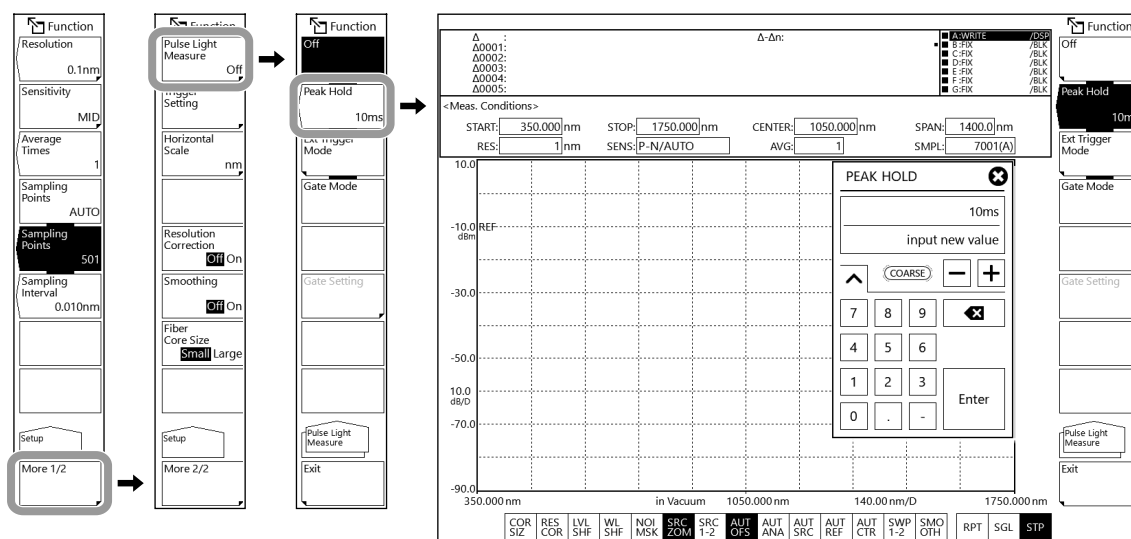 Function
Resolution
0.1nm
Sensitivity
MID
Average
Times
1
Sampling
Points
AUTO
Sampling
Points
501
Sampling
Interval
0.010nm
Setup
More 1/2
Function
Pulse Light
Measure
Off
Trigger
Setting
Horizontal
Scale
nm
Resolution
Correction
Off On
Smoothing
Off On
Fiber
Core Size
Small Large
Setup
More 2/2
Function
Off
Peak Hold
10ms
Ext Trigger
Mode
Gate Mode
Gate Setting
Pulse Light
Measure
Exit
Δ :
Δ0001:
Δ0002:
Δ0003:
Δ0004:
Δ0005:
Δ-Δn:
A:WRITE /DSP
B:FIX /BLK
C:FIX /BLK
D:FIX /BLK
E:FIX /BLK
F:FIX /BLK
G:FIX /BLK
<Meas. Conditions>
START: 350.000 nm STOP: 1750.000 nm CENTER: 1050.000 nm SPAN: 1400.0 nm
RES: 1 nm SENS: P-N/AUTO AVG: 1 SMPL: 7001(A)
10.0
-10.0 REF
dBm
-30.0
-50.0
10.0
dB/D
-70.0
-90.0
350.000 nm in Vacuum 1050.000 nm 140.00 nm/D 1750.000 nm
PEAK HOLD
10ms
input new value
COARSE − +
7 8 9
4 5 6
1 2 3
Enter
0 . -
COR SIZ
RES COR
LVL SHF
WL SHF
NOI MSK
SRC ZOM
SRC 1-2
AUT OFS
AUT ANA
AUT SRC
AUT REF
AUT CTR
SWP 1-2
SMO OTH
RPT
SGL
STP
Function
Off
Peak Hold
10m
Ext Trigger
Mode
Gate Mode
Gate Setting
Pulse Light
Measure
Exit